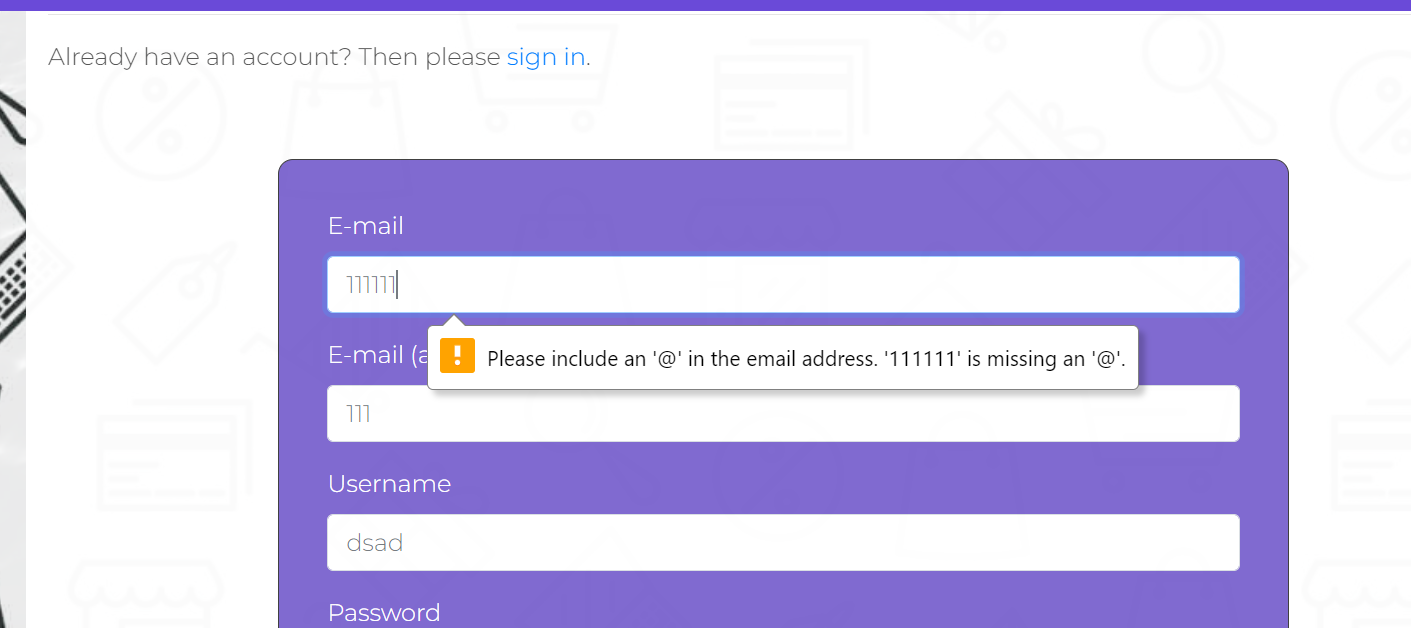 Already have an account? Then please sign in.
E-mail
111111
E-mail (a
! Please include an '@' in the email address. '111111' is missing an '@'.
111
Username
dsad
Password